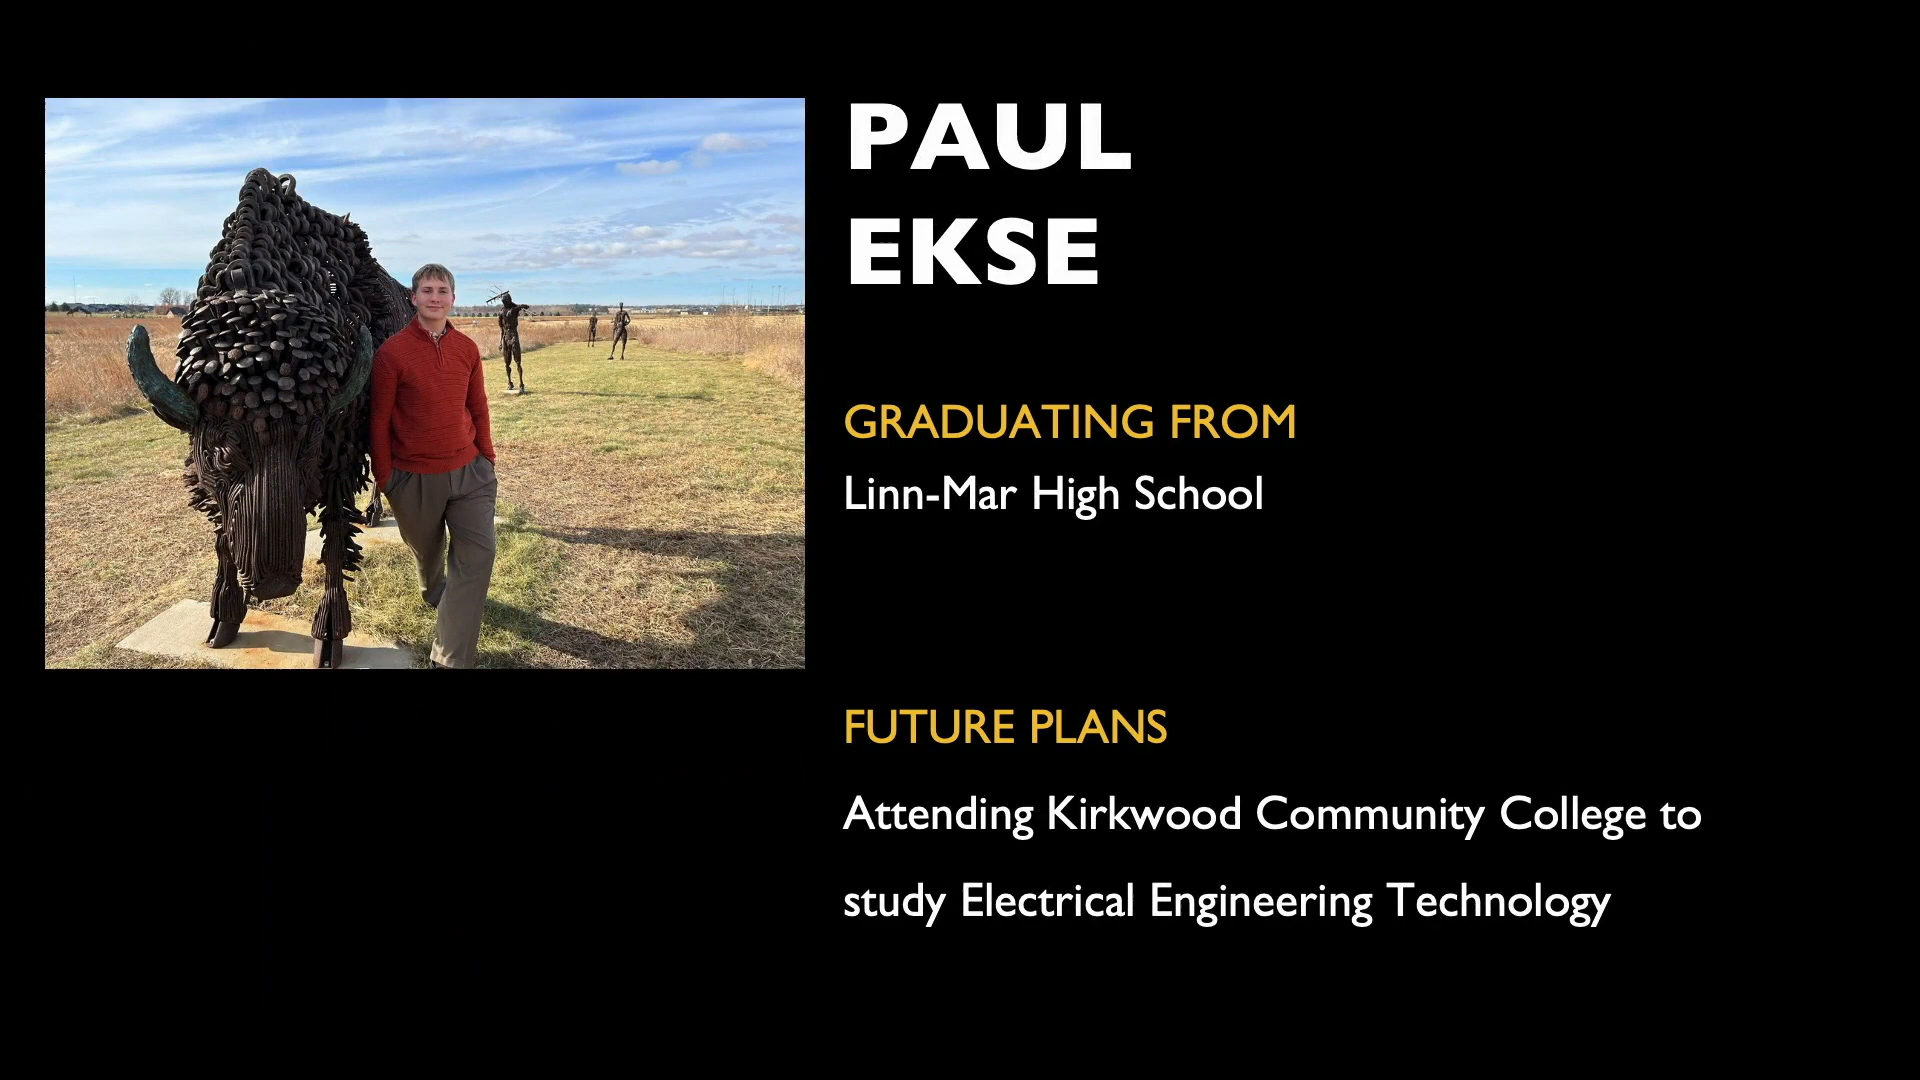 PAUL
EKSE
GRADUATING FROM
Linn-Mar High School
FUTURE PLANS
Attending Kirkwood Community College to
study Electrical Engineering Technology